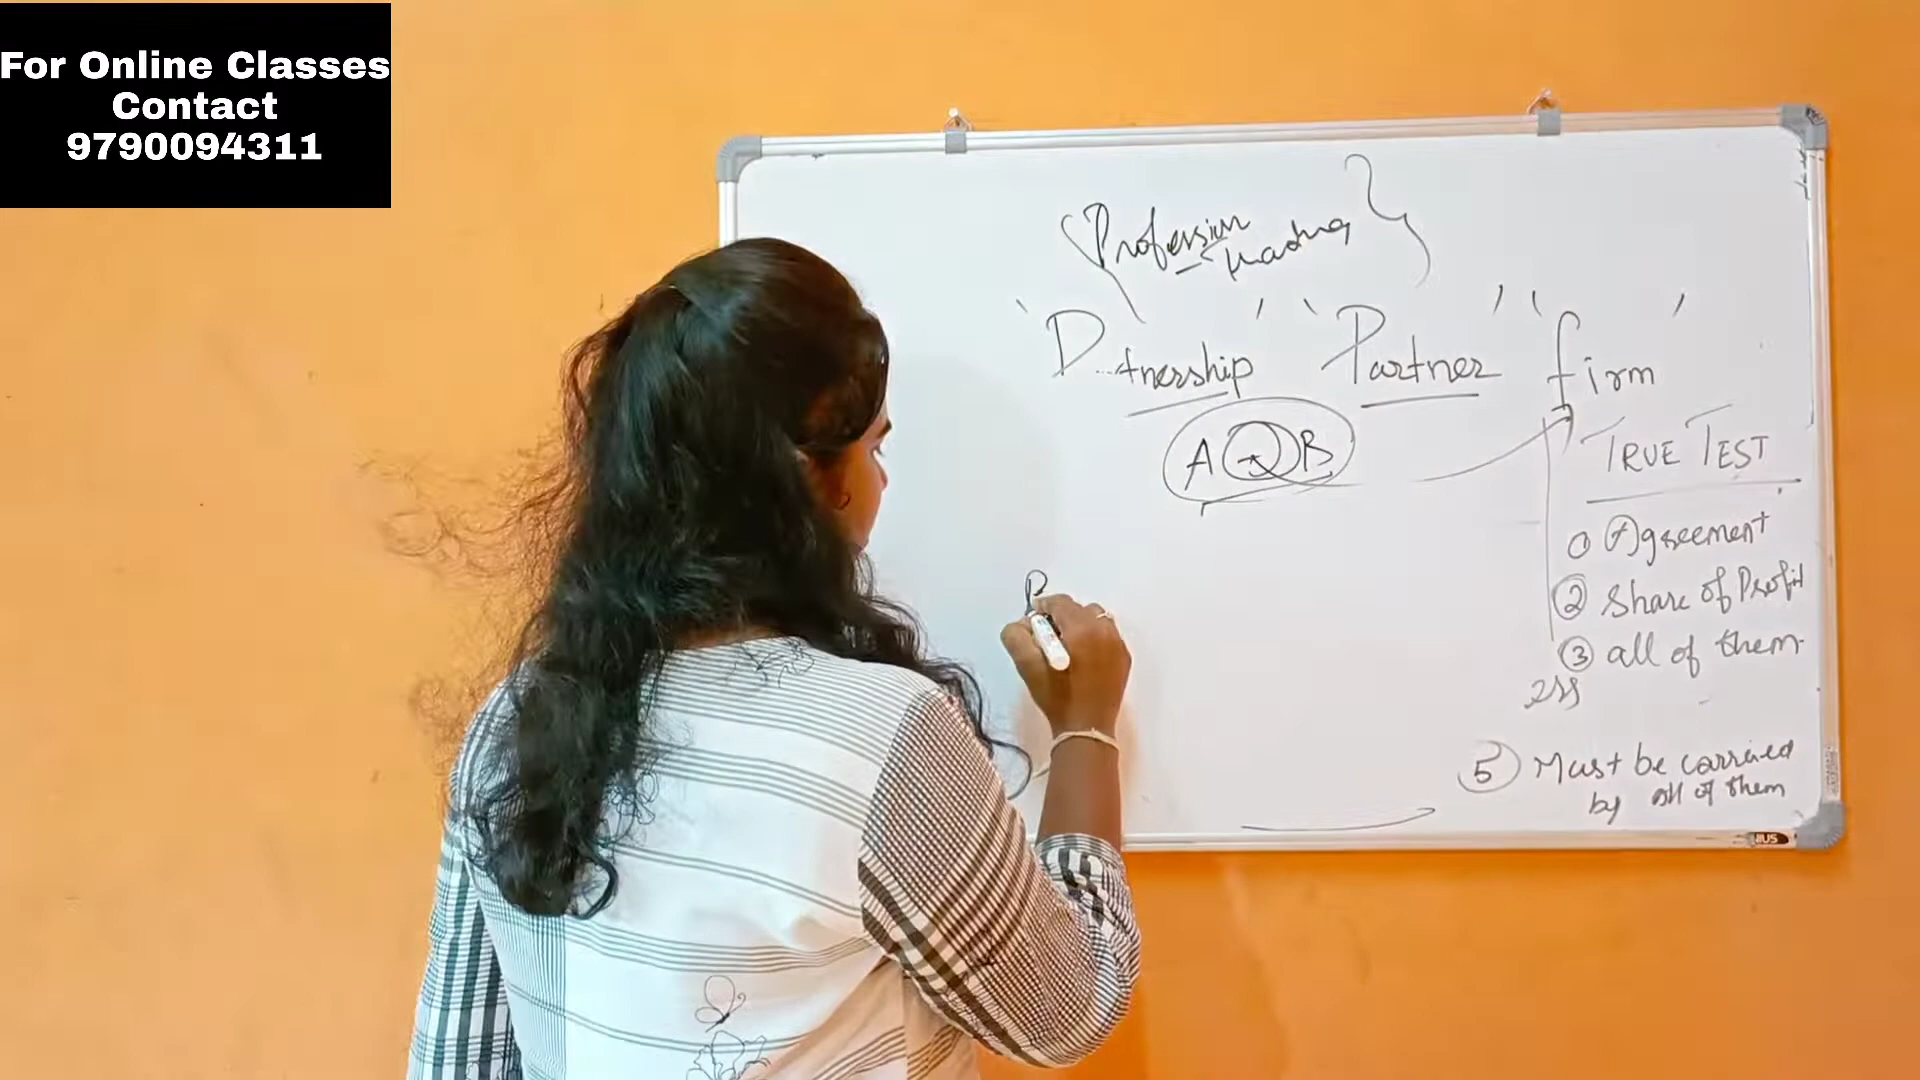 For Online Classes
Contact
9790094311
Profession
trading
'P tnership' 'Partner' 'firm'
A B
TRUE TEST
① Agreement
② Share of Profit
③ all of them.
⑤ Must be carried
by all of them
B